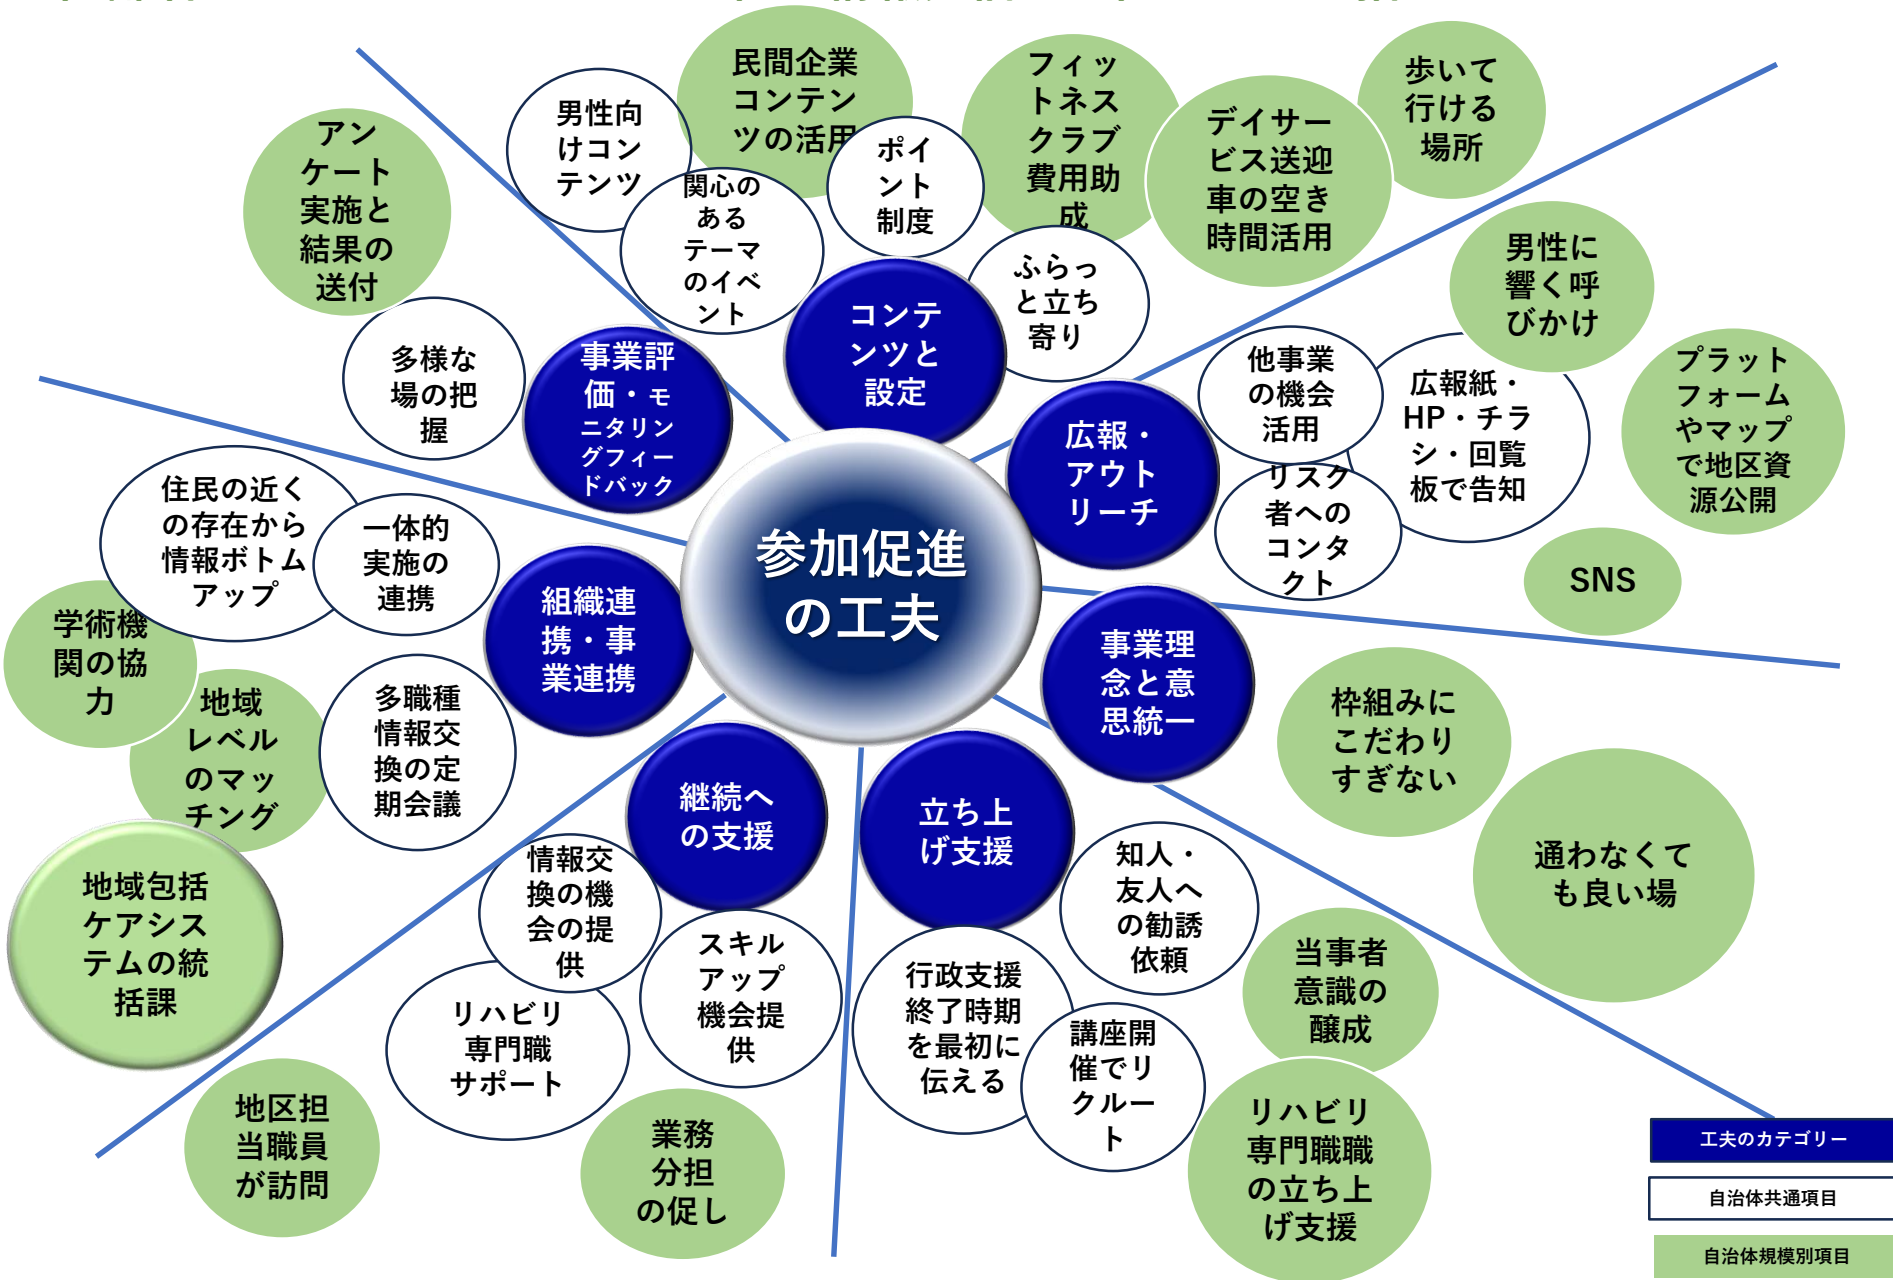 民間企業
コンテン
ツの活用
フィッ
トネス
クラブ
費用助
成
歩いて
行ける
場所
男性向
けコン
テンツ
ポイ
ント
制度
デイサー
ビス送迎
車の空き
時間活用
アン
ケート
実施と
結果の
送付
関心の
ある
テーマ
のイベ
ント
ふらっ
と立ち
寄り
男性に
響く呼
びかけ
コンテ
ンツと
設定
多様な
場の把
握
事業評
価・モ
ニタリン
グフィー
ドバック
他事業
の機会
活用
広報紙・
HP・チラ
シ・回覧
板で告知
プラット
フォーム
やマップ
で地区資
源公開
広報・
アウト
リーチ
リスク
者への
コンタ
クト
SNS
住民の近く
の存在から
情報ボトム
アップ
一体的
実施の
連携
参加促進
の工夫
組織連
携・事
業連携
学術機
関の協
力
地域
レベル
のマッ
チング
多職種
情報交
換の定
期会議
事業理
念と意
思統一
枠組みに
こだわり
すぎない
通わなくて
も良い場
継続へ
の支援
立ち上
げ支援
地域包括
ケアシス
テムの統
括課
情報交
換の機
会の提
供
スキル
アップ
機会提
供
知人・
友人へ
の勧誘
依頼
行政支援
終了時期
を最初に
伝える
当事者
意識の
醸成
リハビリ
専門職
サポート
講座開
催でリ
クルー
ト
地区担
当職員
が訪問
業務
分担
の促し
リハビリ
専門職職
の立ち上
げ支援
工夫のカテゴリー
自治体共通項目
自治体規模別項目